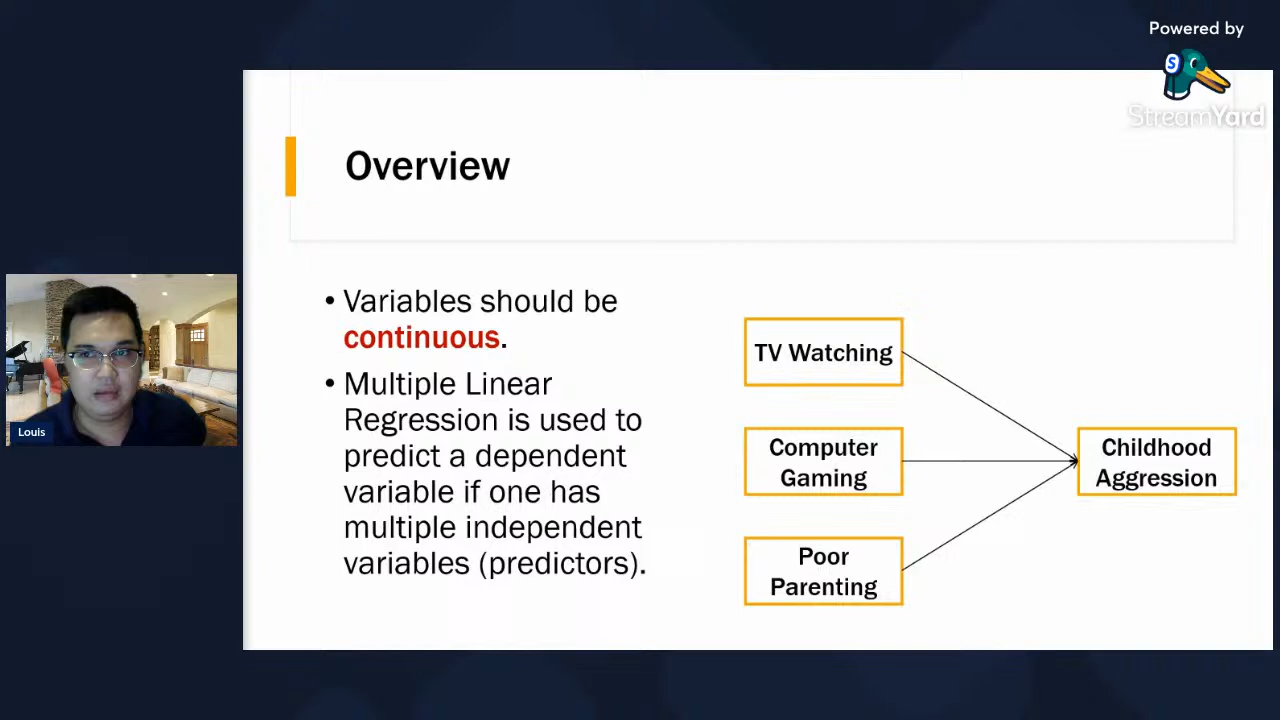 Powered by
S
StreamYard
Overview
• Variables should be
continuous.
• Multiple Linear
Regression is used to
predict a dependent
variable if one has
multiple independent
variables (predictors).
TV Watching
Computer
Gaming
Poor
Parenting
Childhood
Aggression
Louis